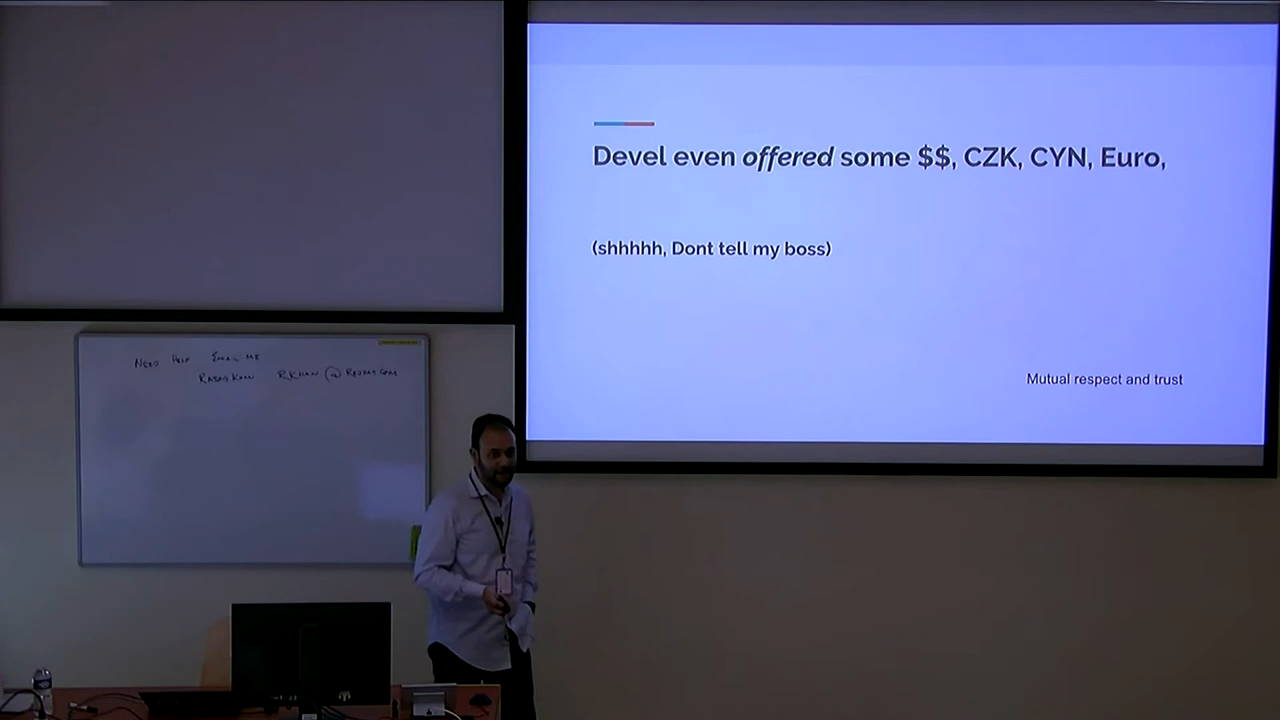 Devel even offered some $$, CZK, CYN, Euro,
(shhhhh, Dont tell my boss)
Mutual respect and trust
NEED HELP EMAIL ME